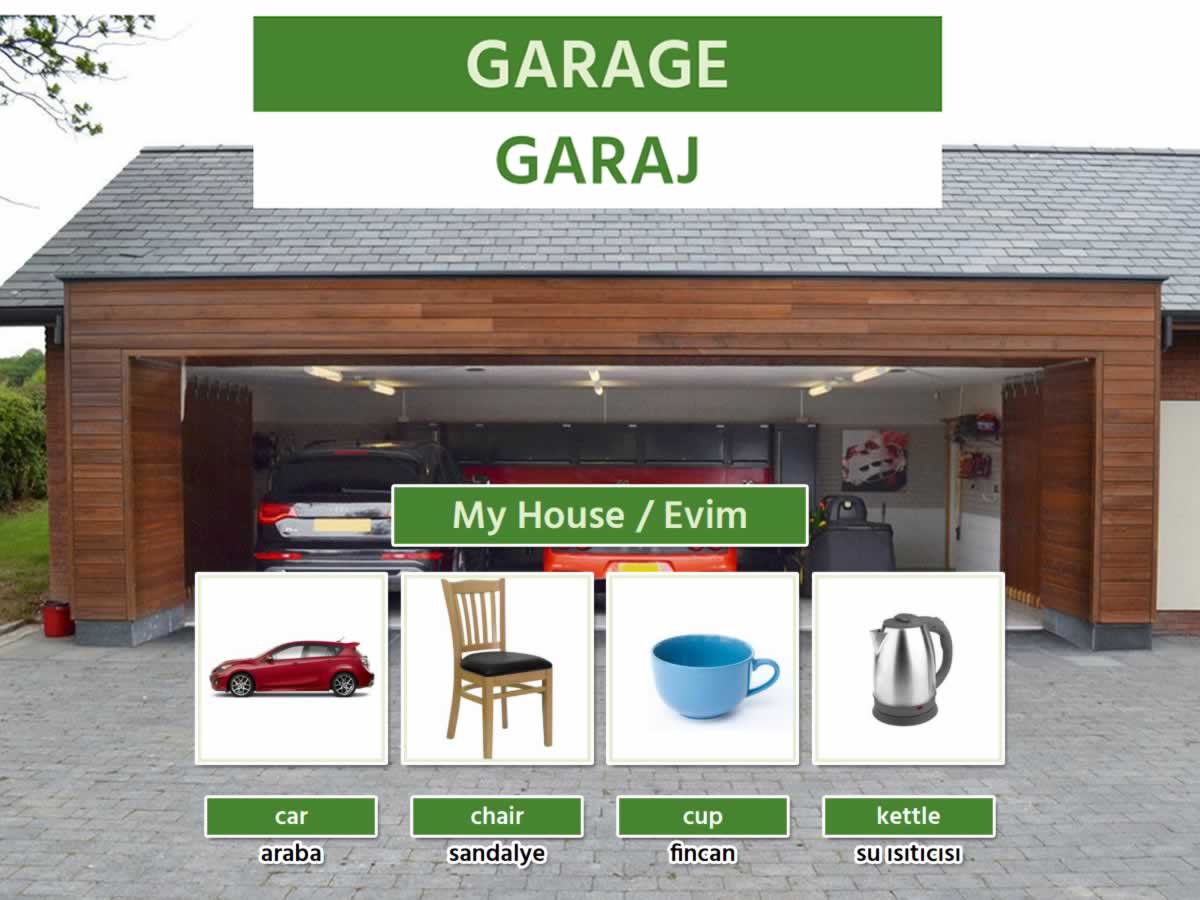 GARAGE
GARAJ
My House / Evim
car
chair
cup
kettle
araba
sandalye
fincan
su ısıtıcısı